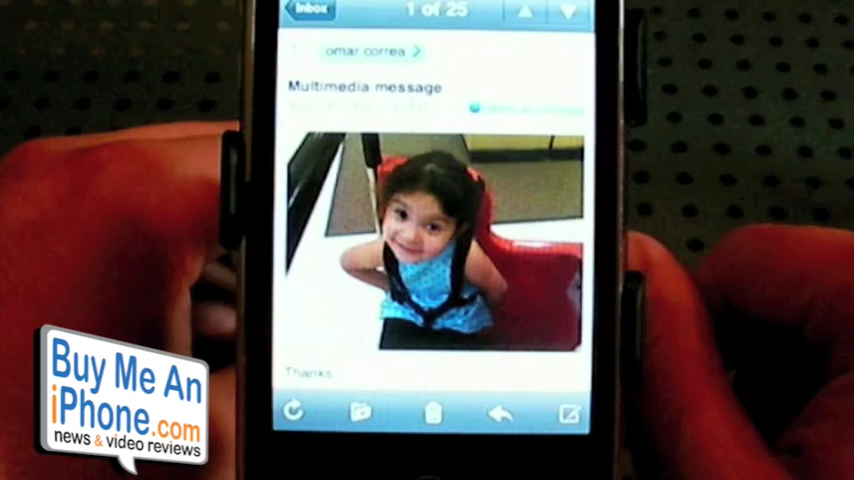 Inbox
1 of 25
omar correa
Multimedia message
Thanks
Buy Me An
iPhone.com
news & video reviews